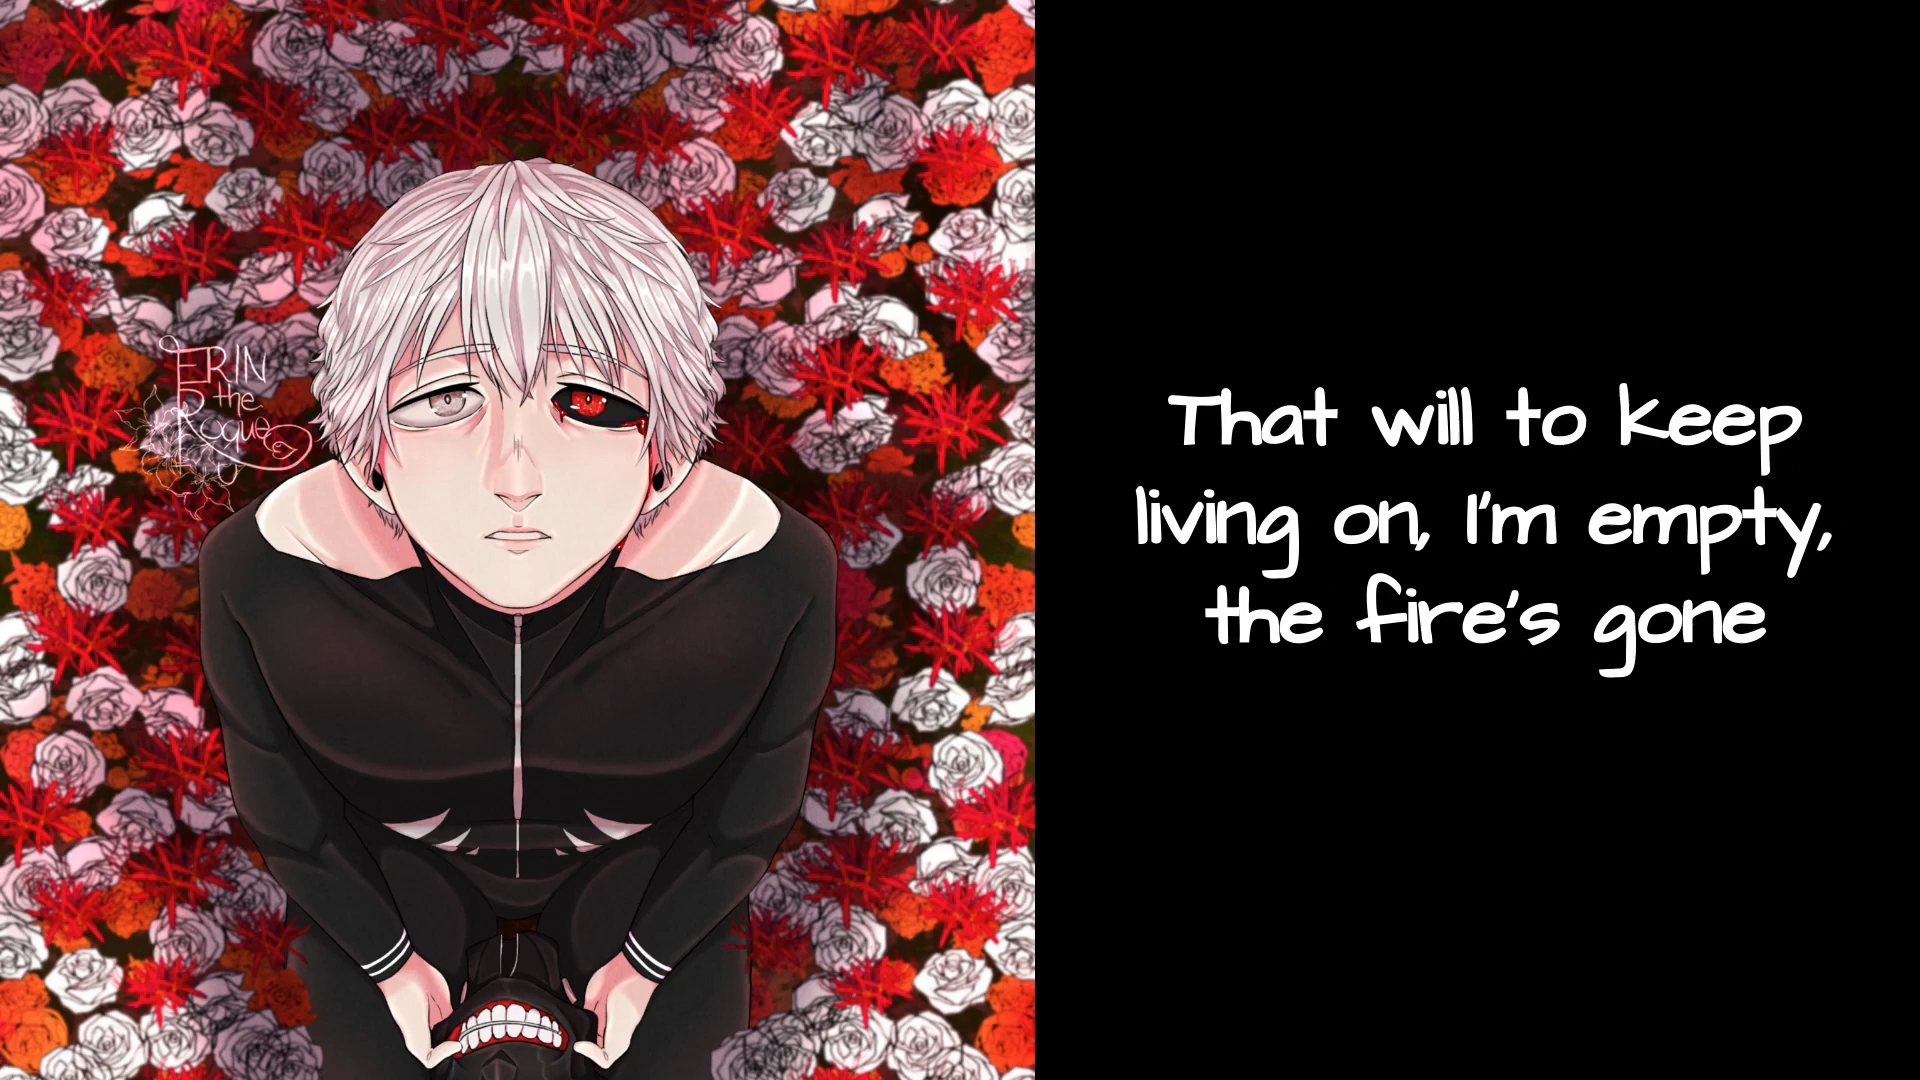 ERIN
the
Rogue
That will to keep
living on, I'm empty,
the fire's gone